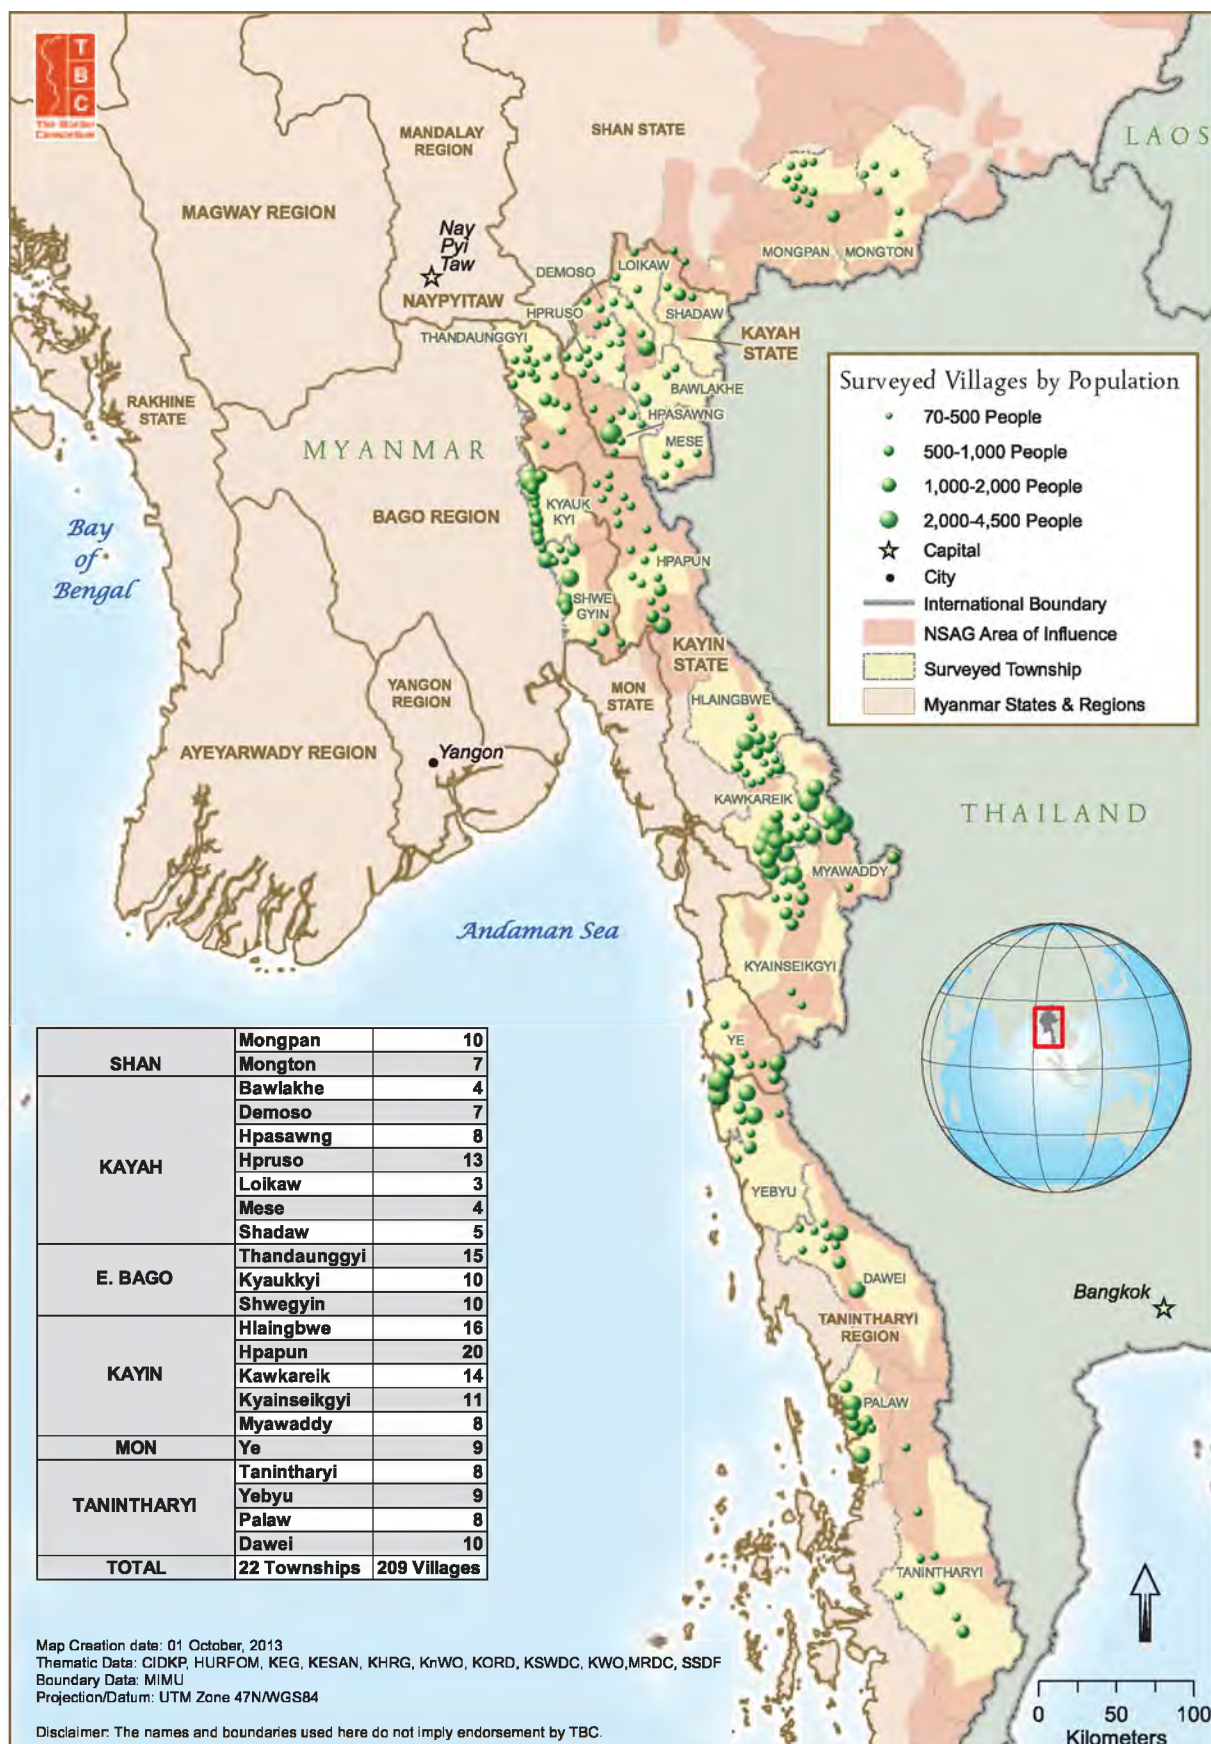 T
B
C
The Border
Consortium
LAOS
MANDALAY
REGION
SHAN STATE
MAGWAY REGION
Nay
Pyi
Taw
NAYPYITAW
MONGPAN
MONGTON
LOIKAW
DEMOSO
HPRUSO
SHADAW
THANDAUNGGYI
KAYAH
STATE
RAKHINE
STATE
BAWLAKHE
HPASAWNG
MESE
MYANMAR
BAGO REGION
KYAUK
KYI
Bay
of
Bengal
HPAPUN
SHWE
GYIN
KAYIN
STATE
YANGON
REGION
MON
STATE
HLAINGBWE
AYEYARWADY REGION
Yangon
KAWKAREIK
THAILAND
MYAWADDY
Andaman Sea
KYAINSEIKGYI
YE
YEBYU
DAWEI
Bangkok
TANINTHARYI
REGION
PALAW
TANINTHARYI
Surveyed Villages by Population
70-500 People
500-1,000 People
1,000-2,000 People
2,000-4,500 People
Capital
City
International Boundary
NSAG Area of Influence
Surveyed Township
Myanmar States & Regions
SHAN Mongpan 10
Mongton 7
KAYAH Bawlakhe 4
Demoso 7
Hpasawng 8
Hpruso 13
Loikaw 3
Mese 4
Shadaw 5
E. BAGO Thandaunggyi 15
Kyaukkyi 10
Shwegyin 10
KAYIN Hlaingbwe 16
Hpapun 20
Kawkareik 14
Kyainseikgyi 11
Myawaddy 8
MON Ye 9
TANINTHARYI Tanintharyi 8
Yebyu 9
Palaw 8
Dawei 10
TOTAL 22 Townships 209 Villages
Map Creation date: 01 October, 2013
Thematic Data: CIDKP, HURFOM, KEG, KESAN, KHRG, KnWO, KORD, KSWDC, KWO,MRDC, SSDF
Boundary Data: MIMU
Projection/Datum: UTM Zone 47N/WGS84
Disclaimer: The names and boundaries used here do not imply endorsement by TBC.
0 50 100
Kilometers